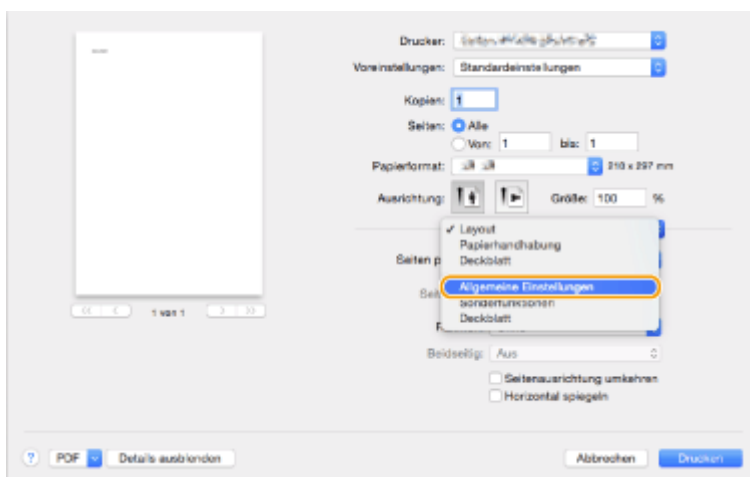 Drucker:
Voreinstellungen: Standardeinstellungen
Kopien: 1
Seiten: Alle
Von: 1 bis: 1
Papierformat: 210 x 297 mm
Ausrichtung: Größe: 100 %
✓ Layout
Papierhandhabung
Seiten p Deckblatt
Allgemeine Einstellungen
Sonderfunktionen
Deckblatt
Beidseitig: Aus
Seitenausrichtung umkehren
Horizontal spiegeln
1 von 1
? PDF Details ausblenden Abbrechen Drucken